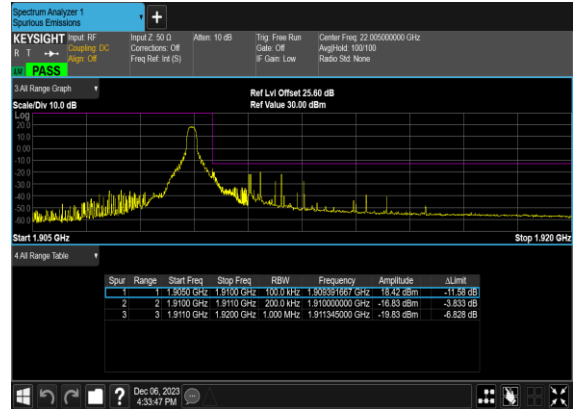 Spectrum Analyzer 1
Spurious Emissions
KEYSIGHT Input: RF Input Z: 50 Ω Atten: 10 dB Trig: Free Run Center Freq: 22.005000000 GHz
R T Coupling: DC Corrections: Off Gate: Off Avg|Hold: 100/100
Align: Off Freq Ref: Int (S) IF Gain: Low Radio Std: None
PASS
3 All Range Graph
Ref Lvl Offset 25.60 dB
Scale/Div 10.0 dB Ref Value 30.00 dBm
Log
20.0
10.0
0.00
-10.0
-20.0
-30.0
-40.0
-50.0
-60.0
Start 1.905 GHz Stop 1.920 GHz
4 All Range Table
Spur Range Start Freq Stop Freq RBW Frequency Amplitude ΔLimit
1 1 1.9050 GHz 1.9100 GHz 100.0 kHz 1.909391667 GHz 18.42 dBm -11.58 dB
2 2 1.9100 GHz 1.9110 GHz 200.0 kHz 1.910000000 GHz -16.83 dBm -3.833 dB
3 3 1.9110 GHz 1.9200 GHz 1.000 MHz 1.911345000 GHz -19.83 dBm -6.828 dB
?
Dec 06, 2023
4:33:47 PM